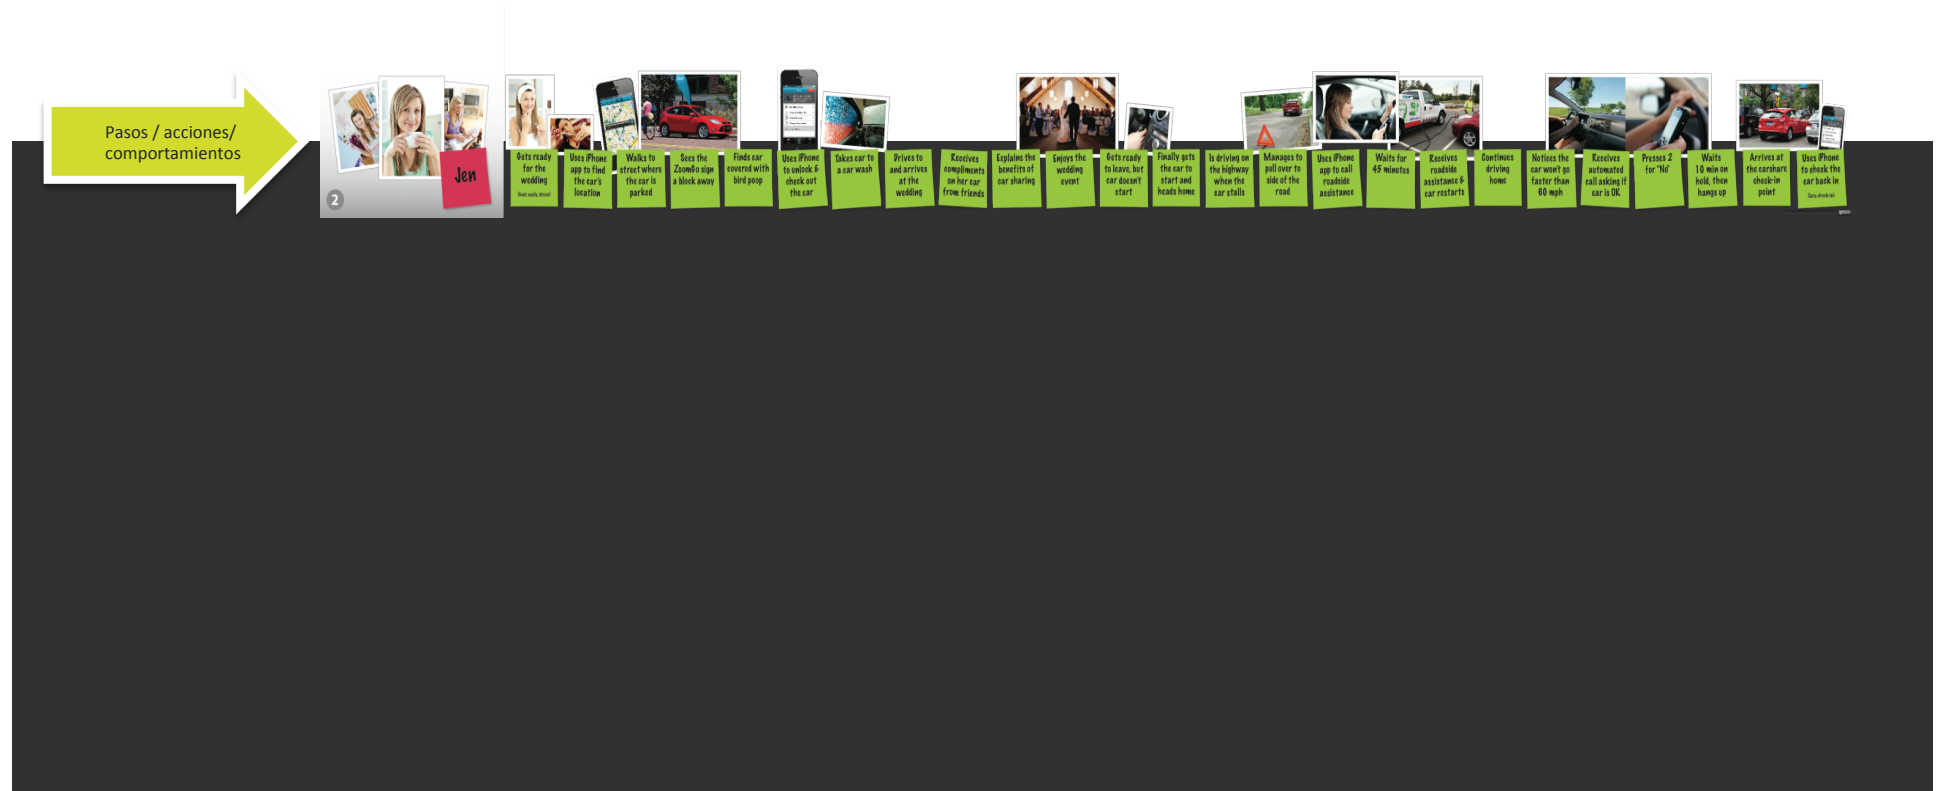 Pasos / acciones/
comportamientos
Jen
2
Gets ready
for the
wedding
Uses iPhone
app to find
the car's
location
Walks to
street where
the car is
parked
Sees the
ZoomGo sign
a block away
Finds car
covered with
bird poop
Uses iPhone
to unlock &
check out
the car
Takes car to
a car wash
Drives to
and arrives
at the
wedding
Receives
compliments
on her car
from friends
Explains the
benefits of
car sharing
Enjoys the
wedding
event
Gets ready
to leave, but
car doesn't
start
Finally gets
the car to
start and
heads home
Is driving on
the highway
when the
car stalls
Manages to
pull over to
side of the
road
Uses iPhone
app to call
roadside
assistance
Waits for
45 minutes
Receives
roadside
assistance &
car restarts
Continues
driving
home
Notices the
car won't go
faster than
60 mph
Receives
automated
call asking if
car is OK
Presses 2
for "No"
Waits
10 min on
hold, then
hangs up
Arrives at
the carshare
check-in
point
Uses iPhone
to check the
car back in